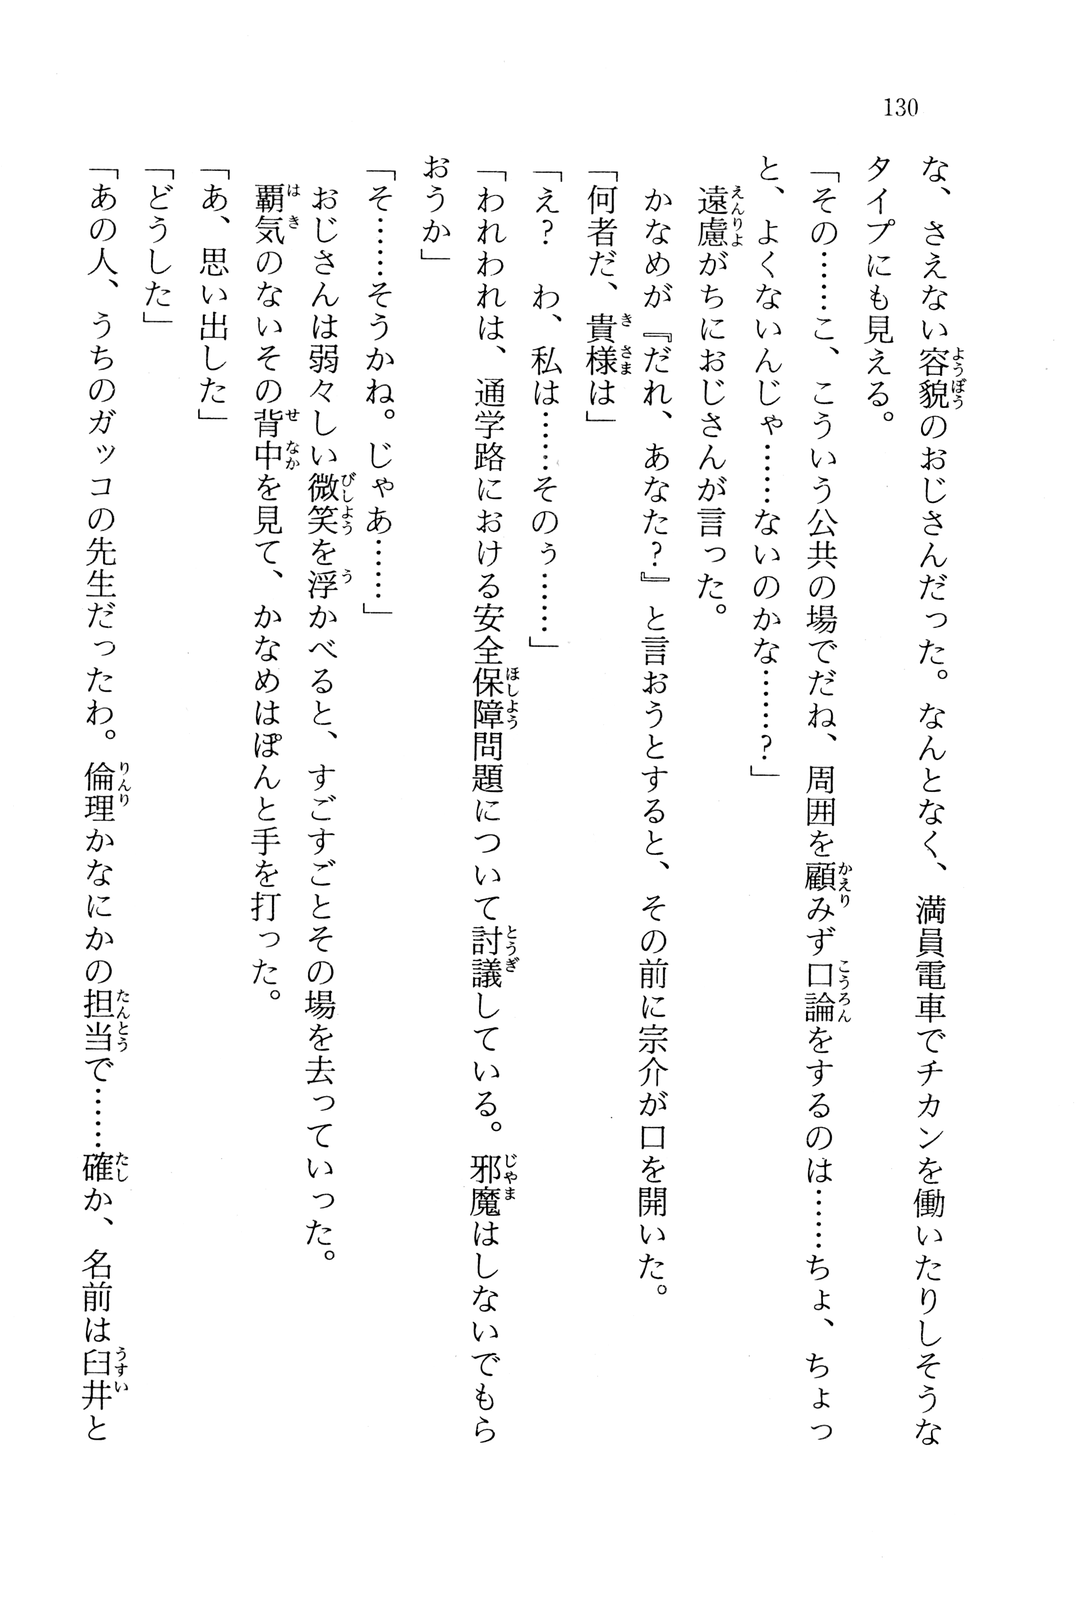 130
な、さえない容貌のおじさんだった。なんとなく、満員電車でチカンを働いたりしそうな
タイプにも見える。
「その……こ、こういう公共の場でだね、周囲を顧みず口論をするのは……ちょ、ちょっ
と、よくないんじゃ……ないのかな……？」
遠慮がちにおじさんが言った。
かなめが『だれ、あなた？』と言おうとすると、その前に宗介が口を開いた。
「何者だ、貴様は」
「え？　わ、私は……そのぅ……」
「われわれは、通学路における安全保障問題について討議している。邪魔はしないでもら
おうか」
「そ……そうかね。じゃあ……」
おじさんは弱々しい微笑を浮かべると、すごすごとその場を去っていった。
覇気のないその背中を見て、かなめはぽんと手を打った。
「あ、思い出した」
「どうした」
「あの人、うちのガッコの先生だったわ。倫理かなにかの担当で……確か、名前は臼井と